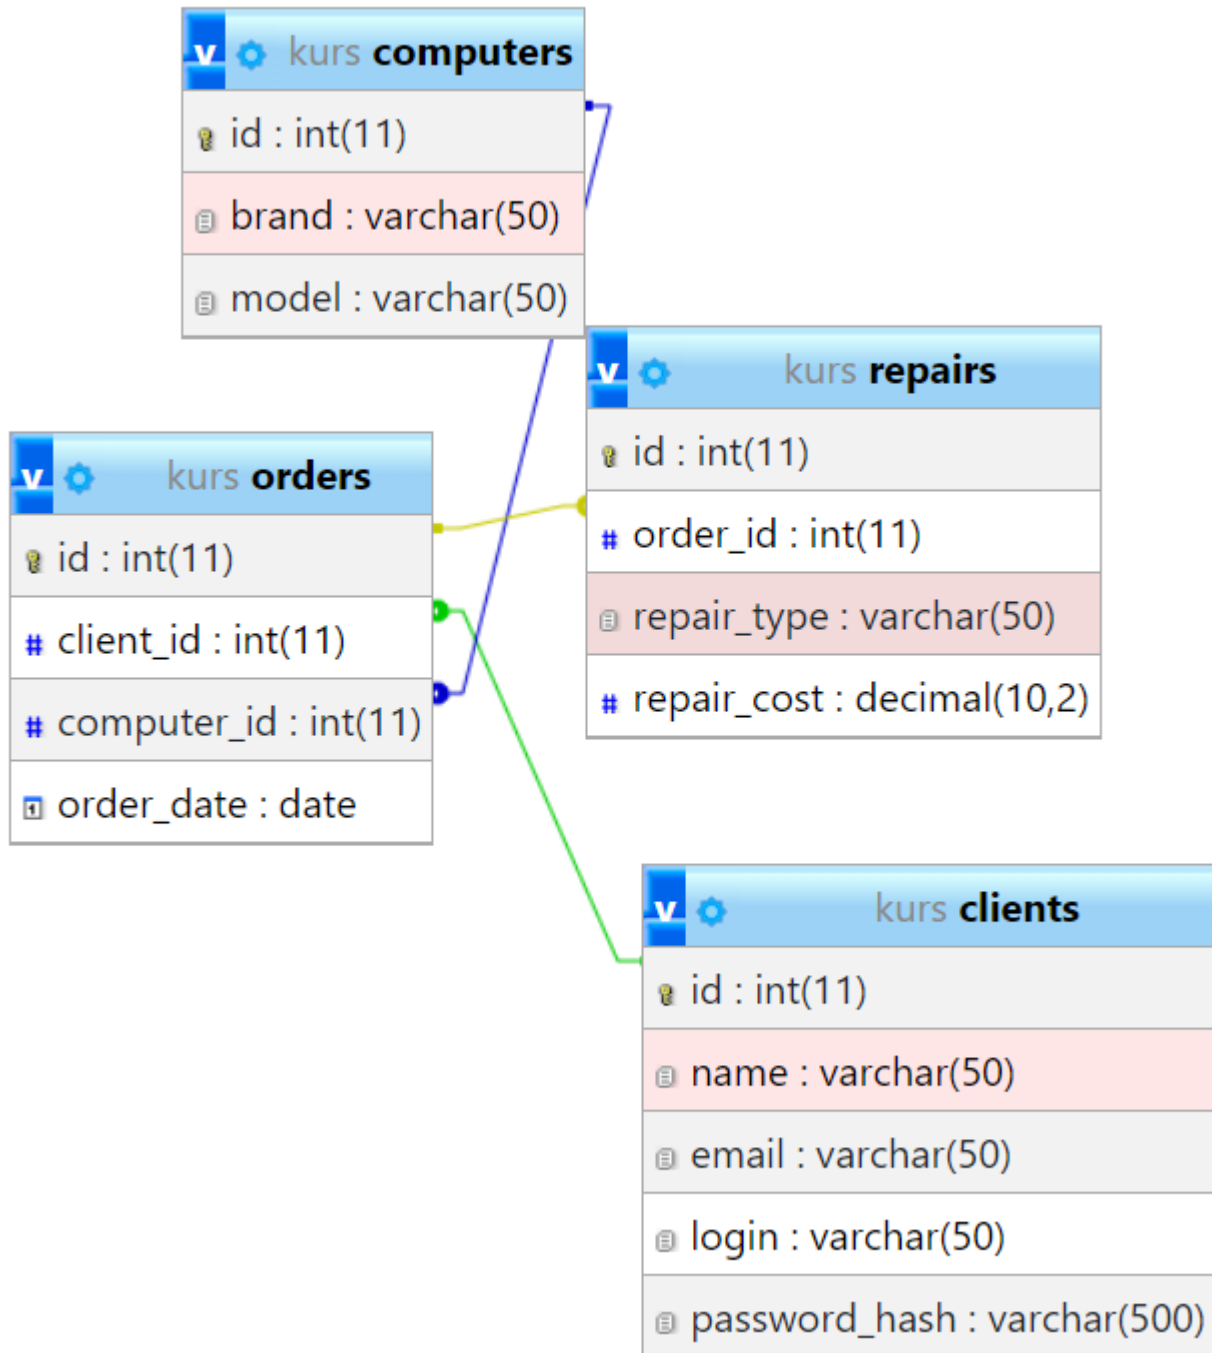 v kurs computers
id : int(11)
brand : varchar(50)
model : varchar(50)
v kurs repairs
id : int(11)
# order_id : int(11)
repair_type : varchar(50)
# repair_cost : decimal(10,2)
v kurs orders
id : int(11)
# client_id : int(11)
# computer_id : int(11)
order_date : date
v kurs clients
id : int(11)
name : varchar(50)
email : varchar(50)
login : varchar(50)
password_hash : varchar(500)